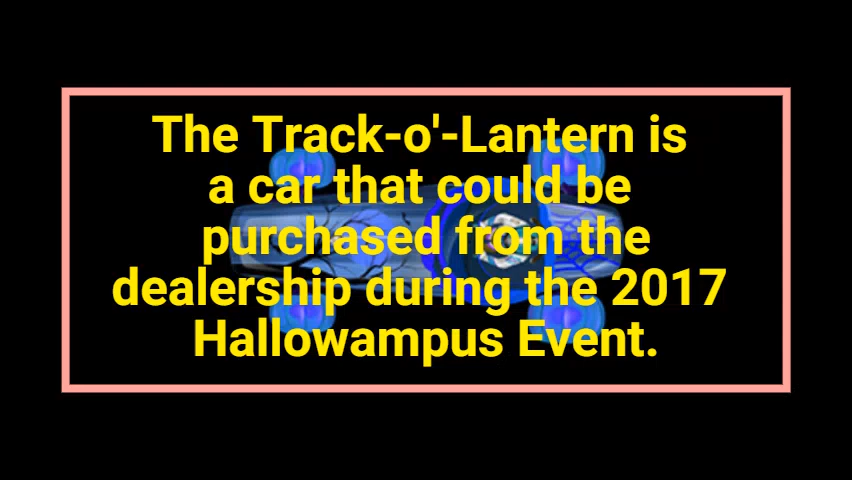 The Track-o'-Lantern is
a car that could be
purchased from the
dealership during the 2017
Hallowampus Event.